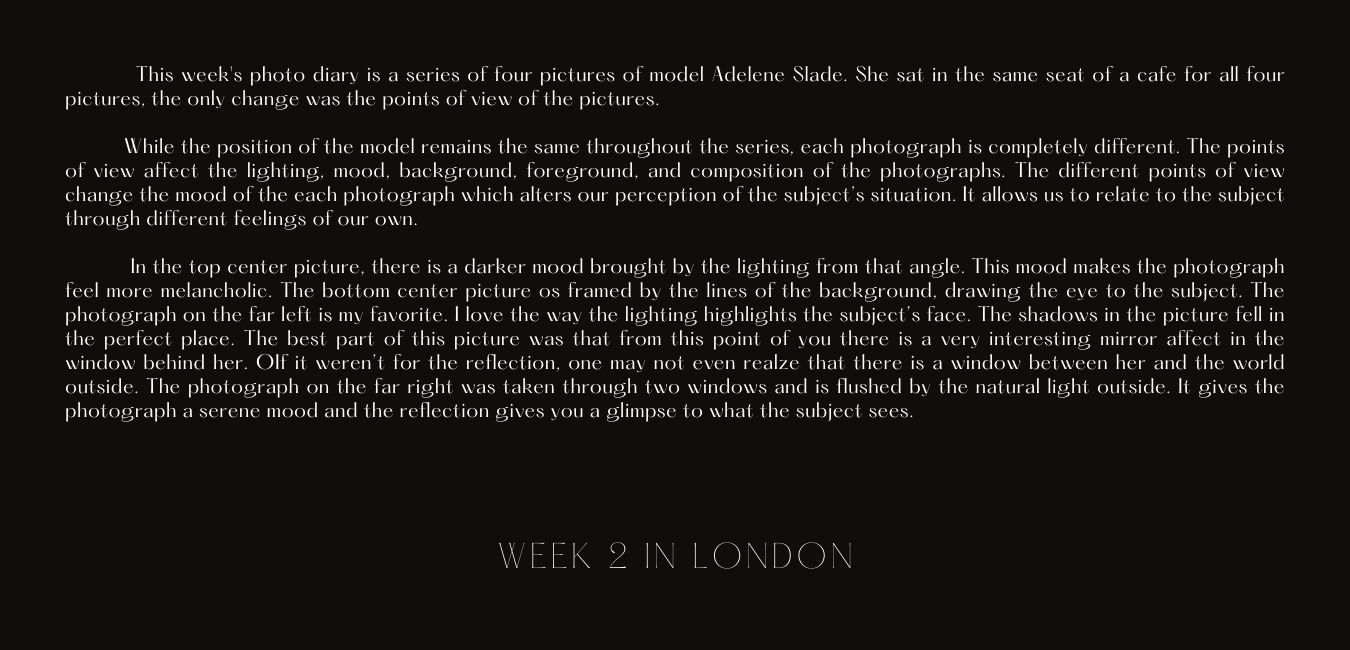 This week's photo diary is a series of four pictures of model Adelene Slade. She sat in the same seat of a cafe for all four
pictures, the only change was the points of view of the pictures.
While the position of the model remains the same throughout the series, each photograph is completely different. The points
of view affect the lighting, mood, background, foreground, and composition of the photographs. The different points of view
change the mood of the each photograph which alters our perception of the subject's situation. It allows us to relate to the subject
through different feelings of our own.
In the top center picture, there is a darker mood brought by the lighting from that angle. This mood makes the photograph
feel more melancholic. The bottom center picture os framed by the lines of the background, drawing the eye to the subject. The
photograph on the far left is my favorite. I love the way the lighting highlights the subject's face. The shadows in the picture fell in
the perfect place. The best part of this picture was that from this point of you there is a very interesting mirror affect in the
window behind her. OIf it weren't for the reflection, one may not even realze that there is a window between her and the world
outside. The photograph on the far right was taken through two windows and is flushed by the natural light outside. It gives the
photograph a serene mood and the reflection gives you a glimpse to what the subject sees.
WEEK 2 IN LONDON